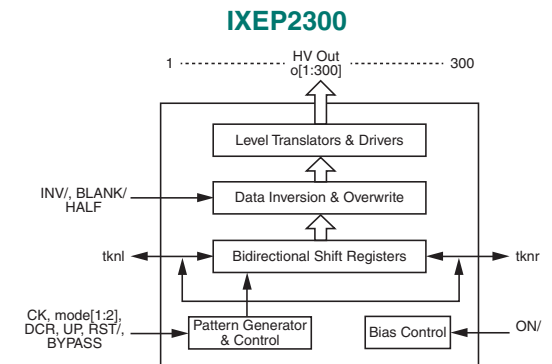 IXEP2300
HV Out
1 300
o[1:300]
Level Translators & Drivers
INV/, BLANK/
HALF
Data Inversion & Overwrite
tknl
Bidirectional Shift Registers
tknr
CK, mode[1:2],
DCR, UP, RST/,
BYPASS
Pattern Generator
& Control
Bias Control
ON/